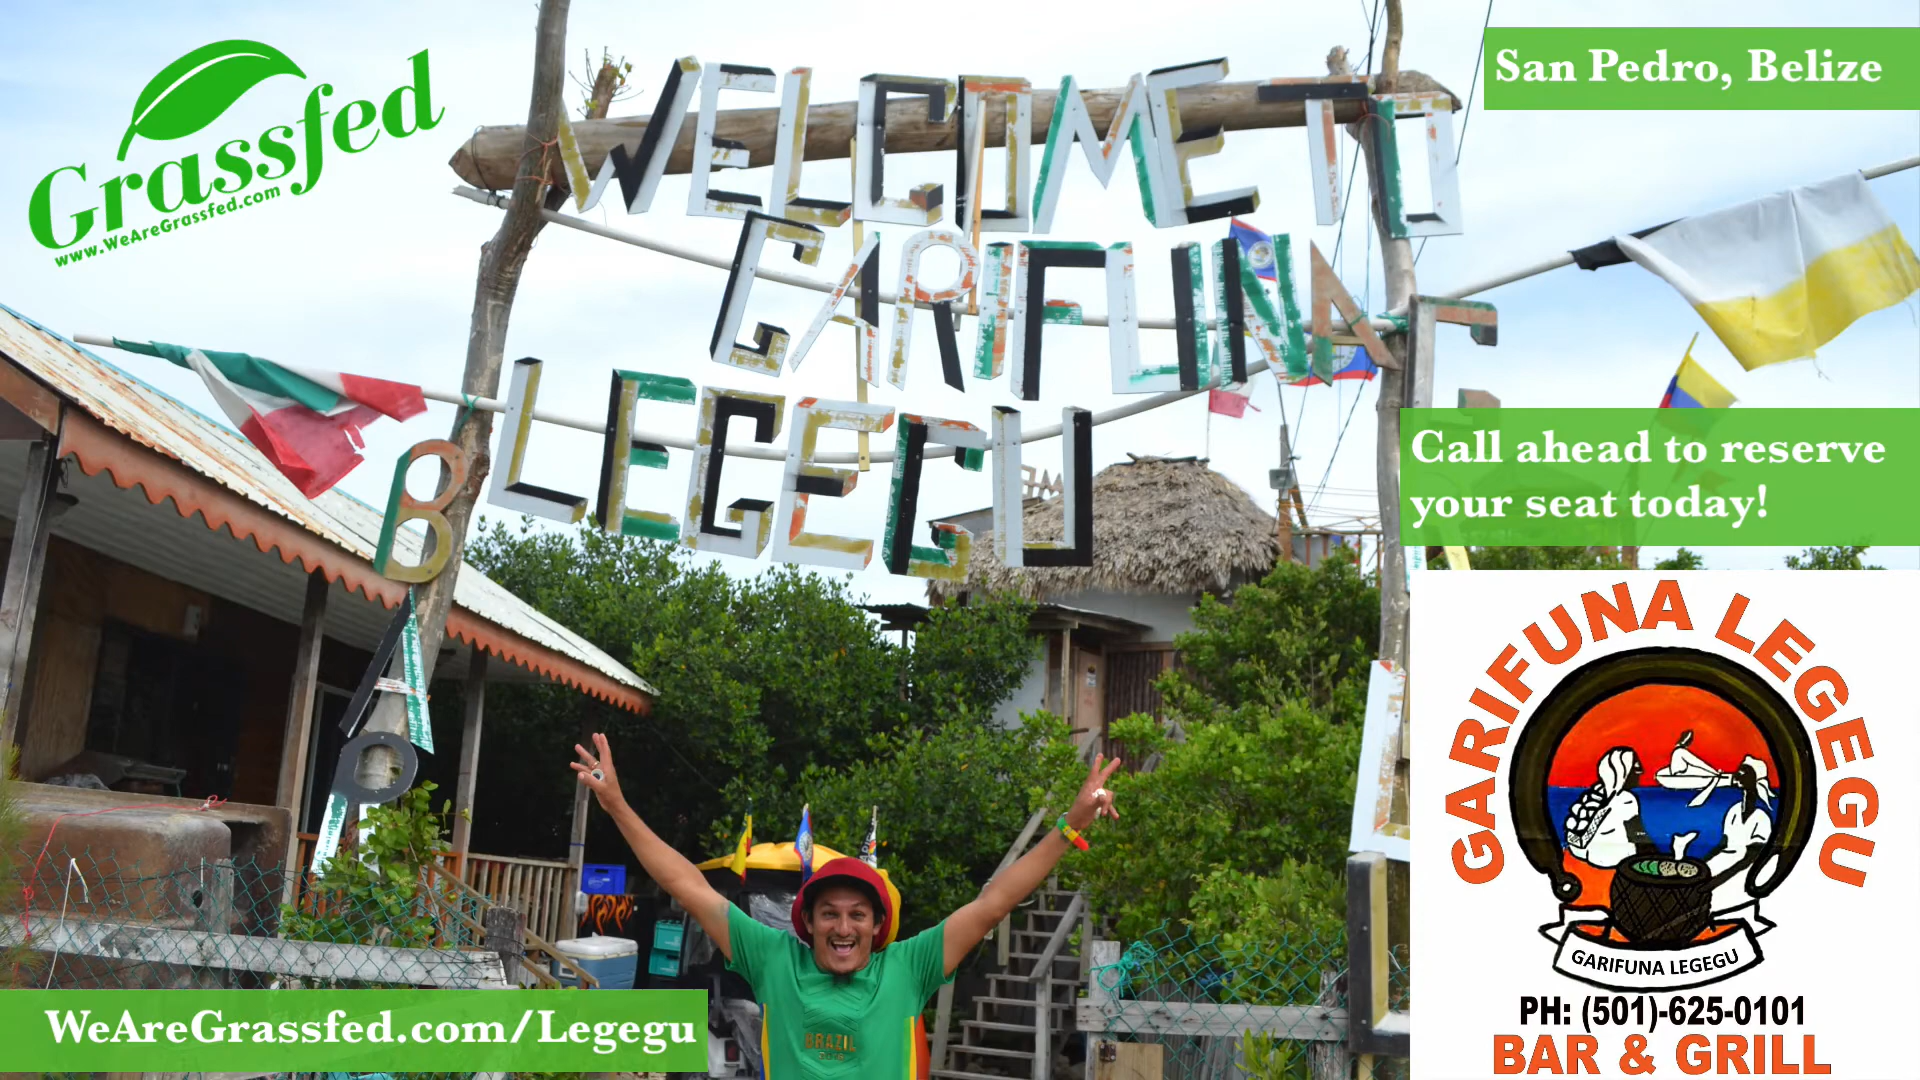 Grassfed
www.WeAreGrassfed.com
San Pedro, Belize
WELCOME TO
GARIFUNA
LEGEGU
BAR
Call ahead to reserve
your seat today!
GARIFUNA LEGEGU
GARIFUNA LEGEGU
PH: (501)-625-0101
BAR & GRILL
WeAreGrassfed.com/Legegu
BRAZIL